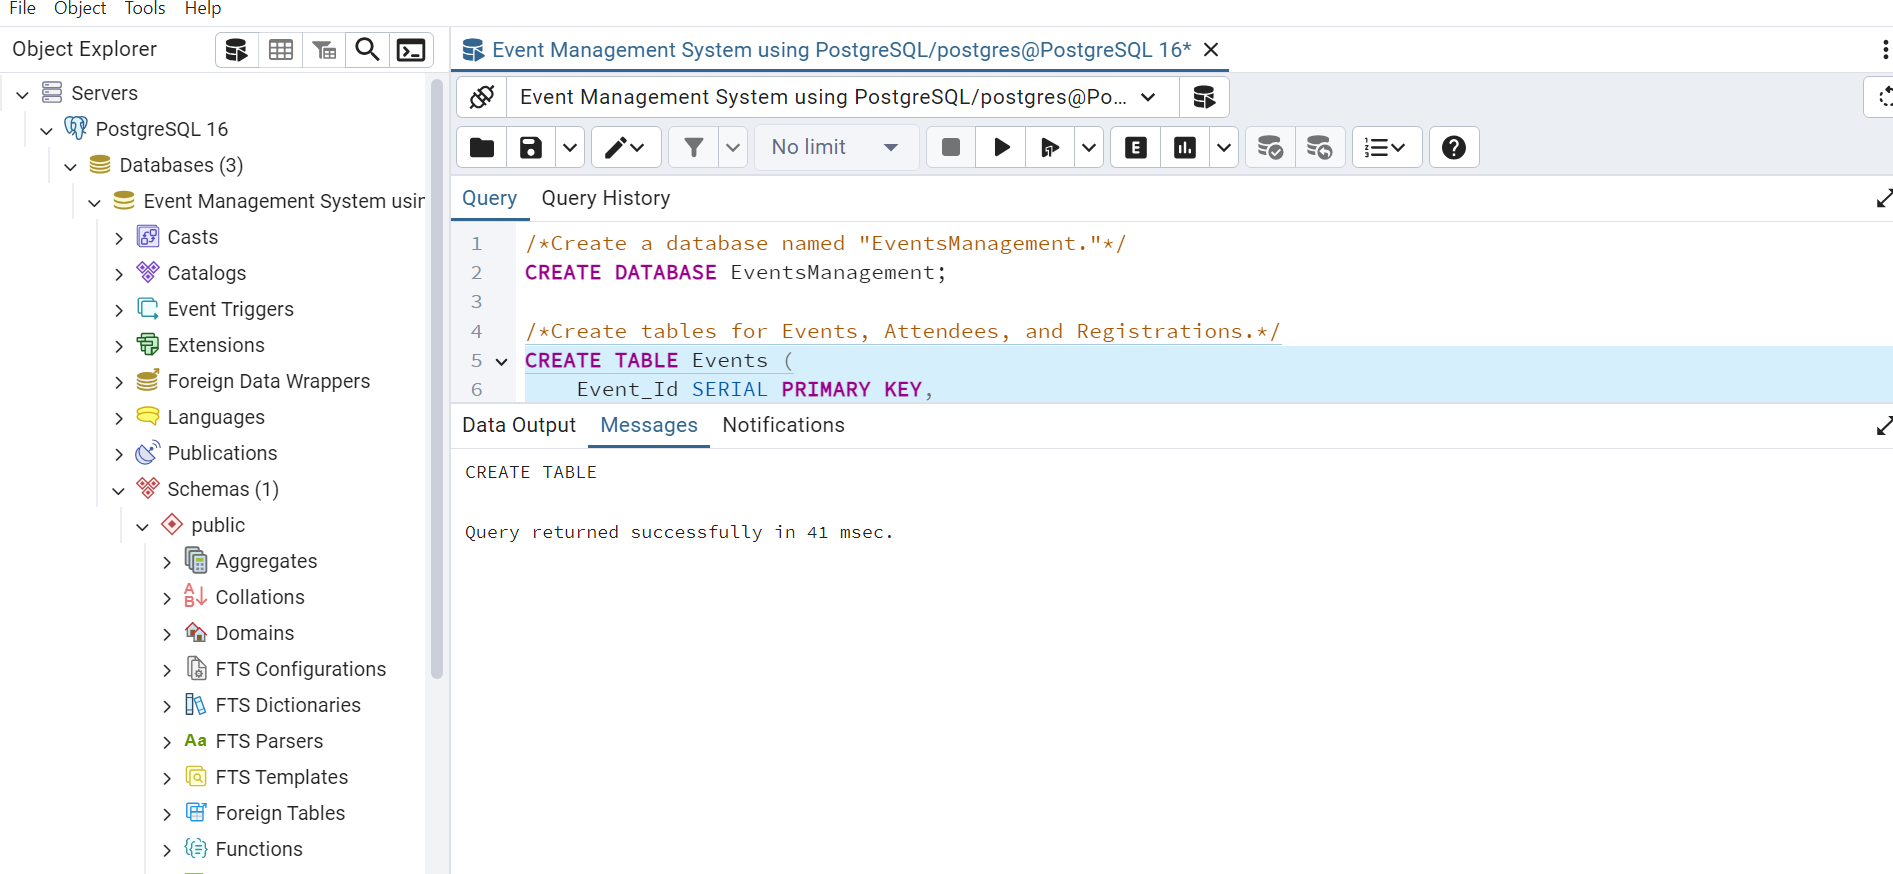 File Object Tools Help
Object Explorer
Servers
PostgreSQL 16
Databases (3)
Event Management System usin
Casts
Catalogs
Event Triggers
Extensions
Foreign Data Wrappers
Languages
Publications
Schemas (1)
public
Aggregates
Collations
Domains
FTS Configurations
FTS Dictionaries
Aa FTS Parsers
FTS Templates
Foreign Tables
Functions
Event Management System using PostgreSQL/postgres@PostgreSQL 16*
Event Management System using PostgreSQL/postgres@Po...
No limit
E
Query Query History
1 /*Create a database named "EventsManagement."*/
2 CREATE DATABASE EventsManagement;
3
4 /*Create tables for Events, Attendees, and Registrations.*/
5 CREATE TABLE Events (
6 Event_Id SERIAL PRIMARY KEY,
Data Output Messages Notifications
CREATE TABLE
Query returned successfully in 41 msec.